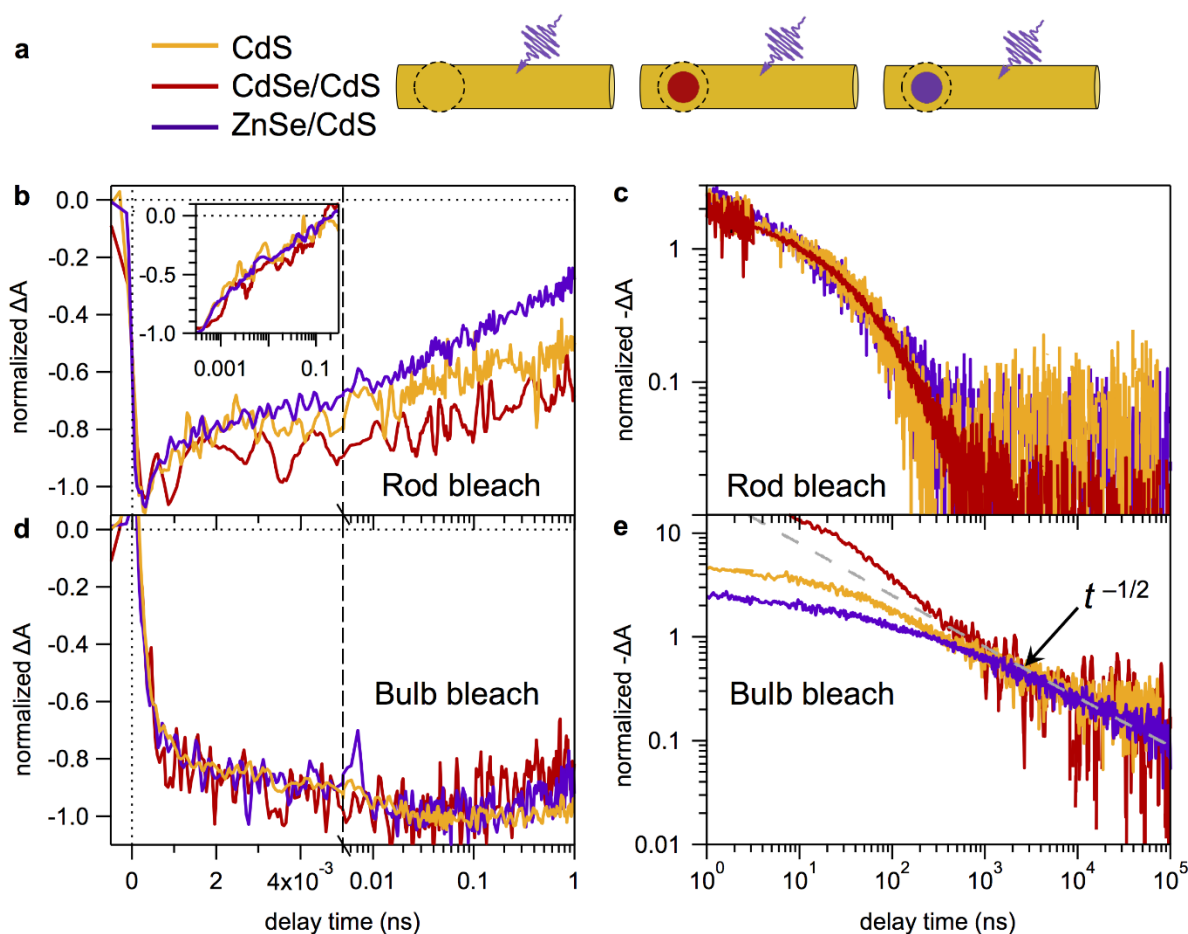 a
CdS
CdSe/CdS
ZnSe/CdS
b
normalized ΔA
0.0
-0.2
-0.4
-0.6
-0.8
-1.0
0.0
-0.5
-1.0
0.001
0.1
Rod bleach
c
normalized -ΔA
1
0.1
Rod bleach
d
normalized ΔA
0.0
-0.2
-0.4
-0.6
-0.8
-1.0
Bulb bleach
0
2
4x10⁻³
0.01
0.1
1
delay time (ns)
e
normalized -ΔA
10
1
0.1
0.01
t ⁻¹/²
Bulb bleach
10⁰
10¹
10²
10³
10⁴
10⁵
delay time (ns)